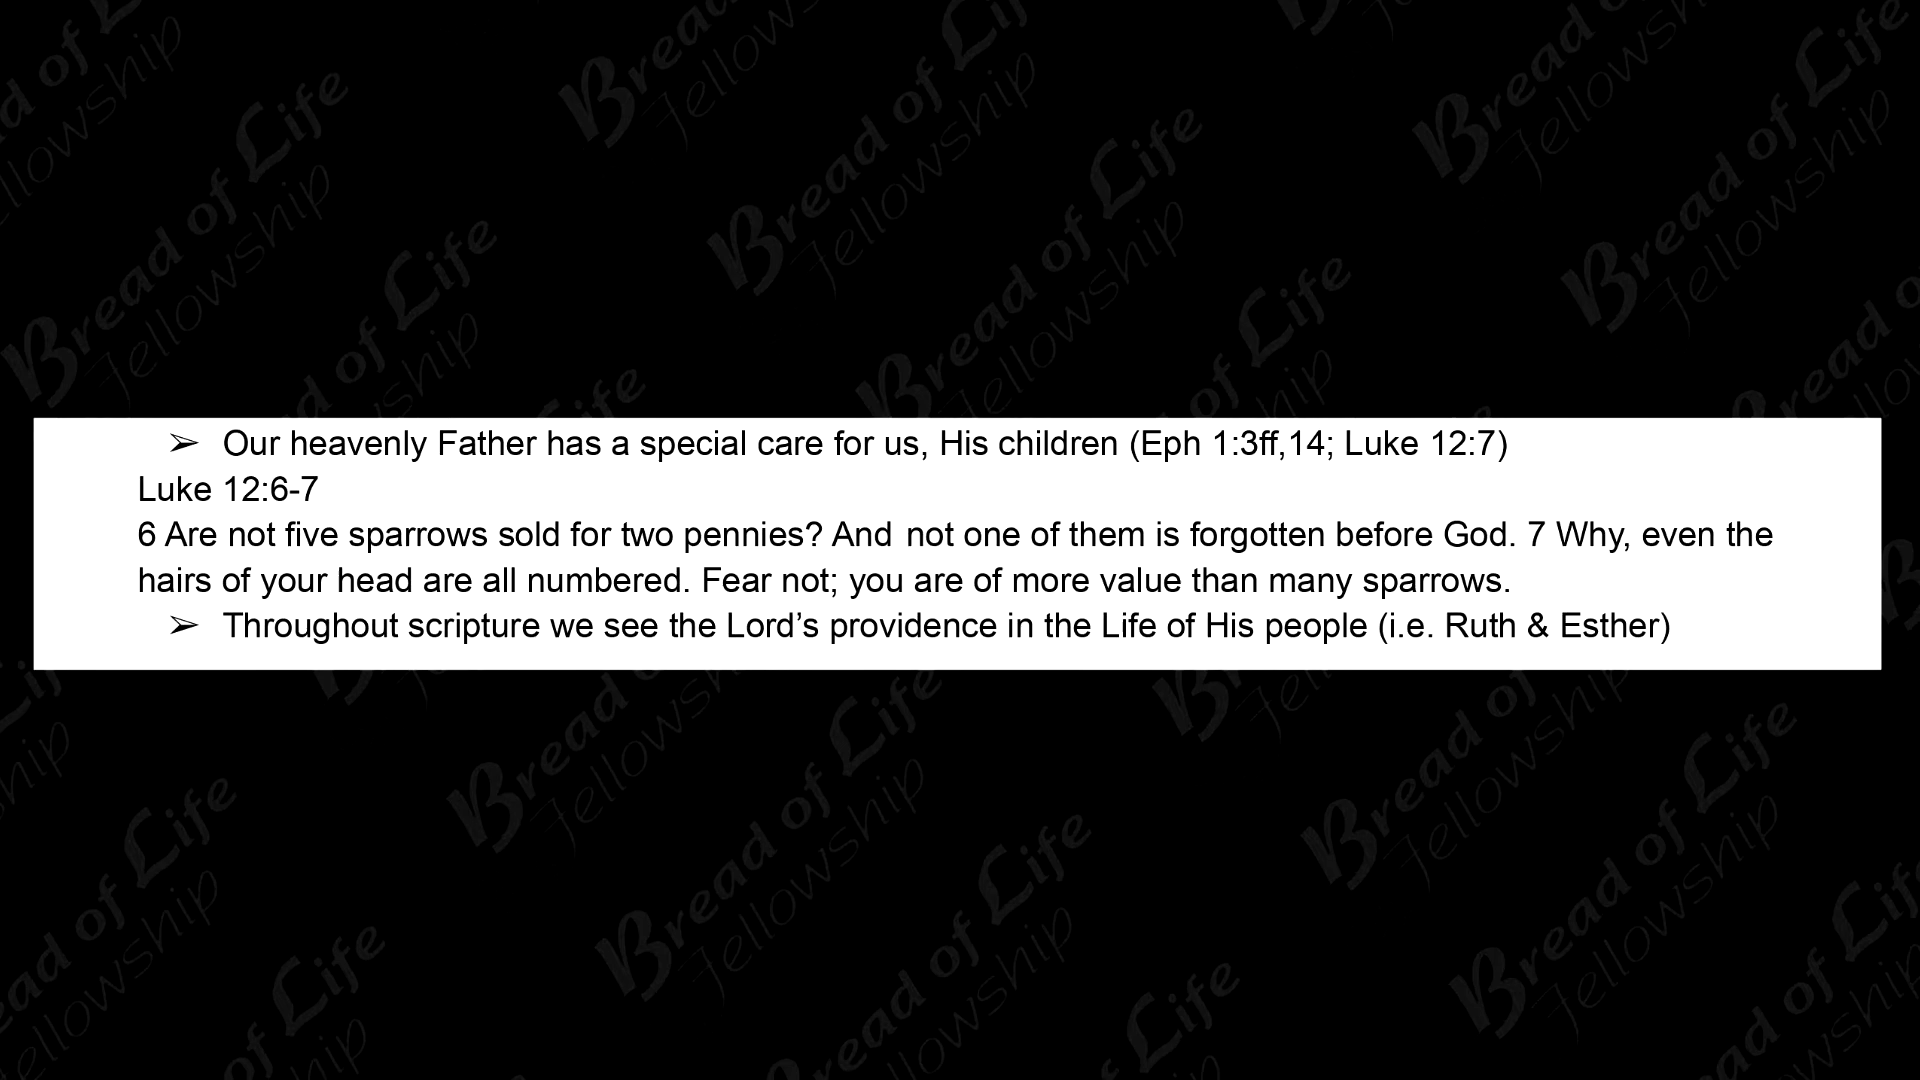 ➢ Our heavenly Father has a special care for us, His children (Eph 1:3ff,14; Luke 12:7)
Luke 12:6-7
6 Are not five sparrows sold for two pennies? And not one of them is forgotten before God. 7 Why, even the
hairs of your head are all numbered. Fear not; you are of more value than many sparrows.
➢ Throughout scripture we see the Lord’s providence in the Life of His people (i.e. Ruth & Esther)
Bread of Life
Fellowship